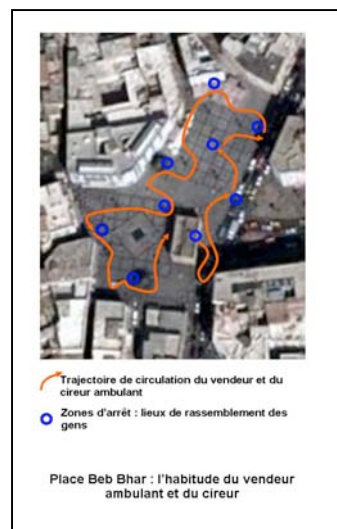 Trajectoire de circulation du vendeur et du
cireur ambulant
Zones d'arrêt : lieux de rassemblement des
gens
Place Beb Bhar : l'habitude du vendeur
ambulant et du cireur